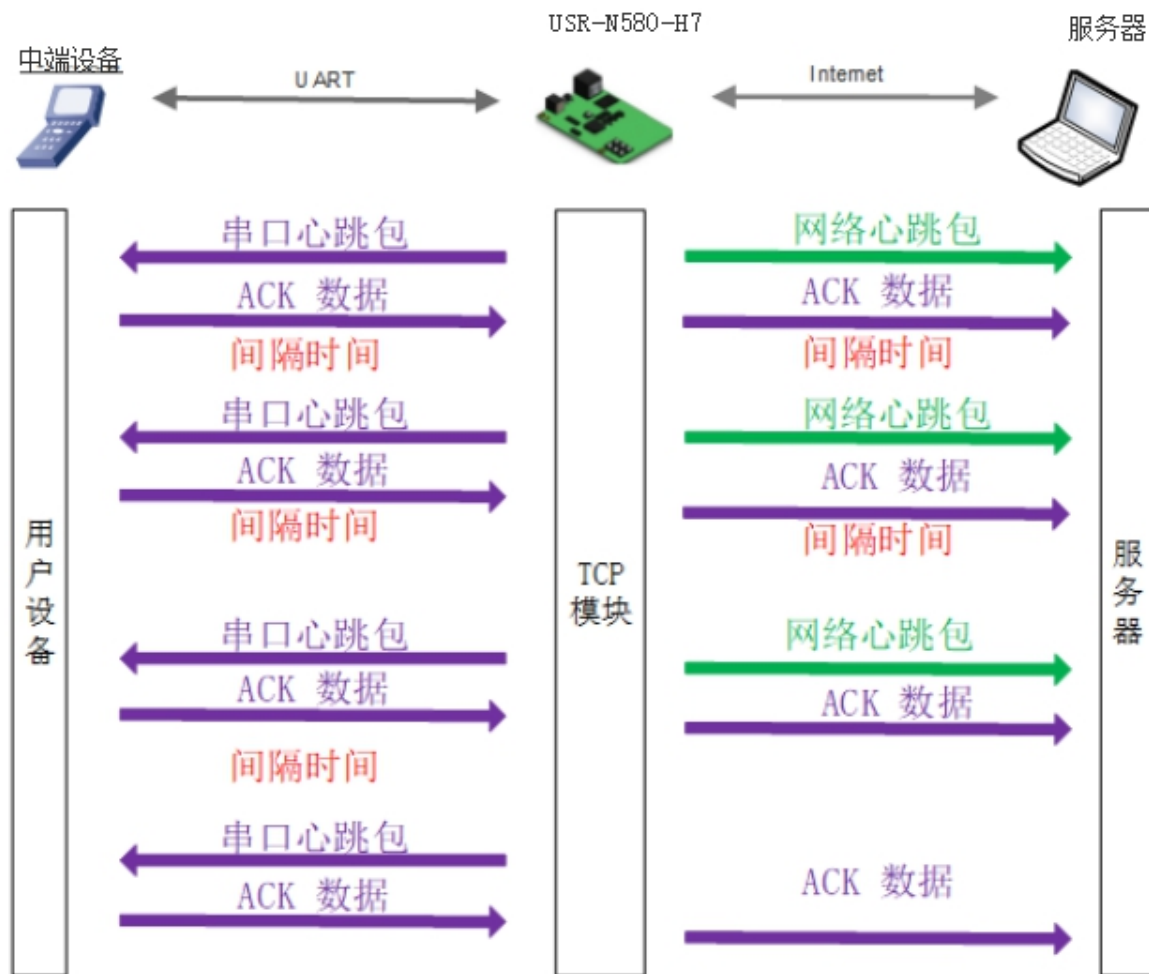 USR-N580-H7
中端设备
服务器
UART
Internet
串口心跳包
网络心跳包
ACK 数据
ACK 数据
间隔时间
间隔时间
串口心跳包
网络心跳包
ACK 数据
ACK 数据
间隔时间
间隔时间
用户设备
TCP
模块
服务器
串口心跳包
网络心跳包
ACK 数据
ACK 数据
间隔时间
串口心跳包
ACK 数据
ACK 数据